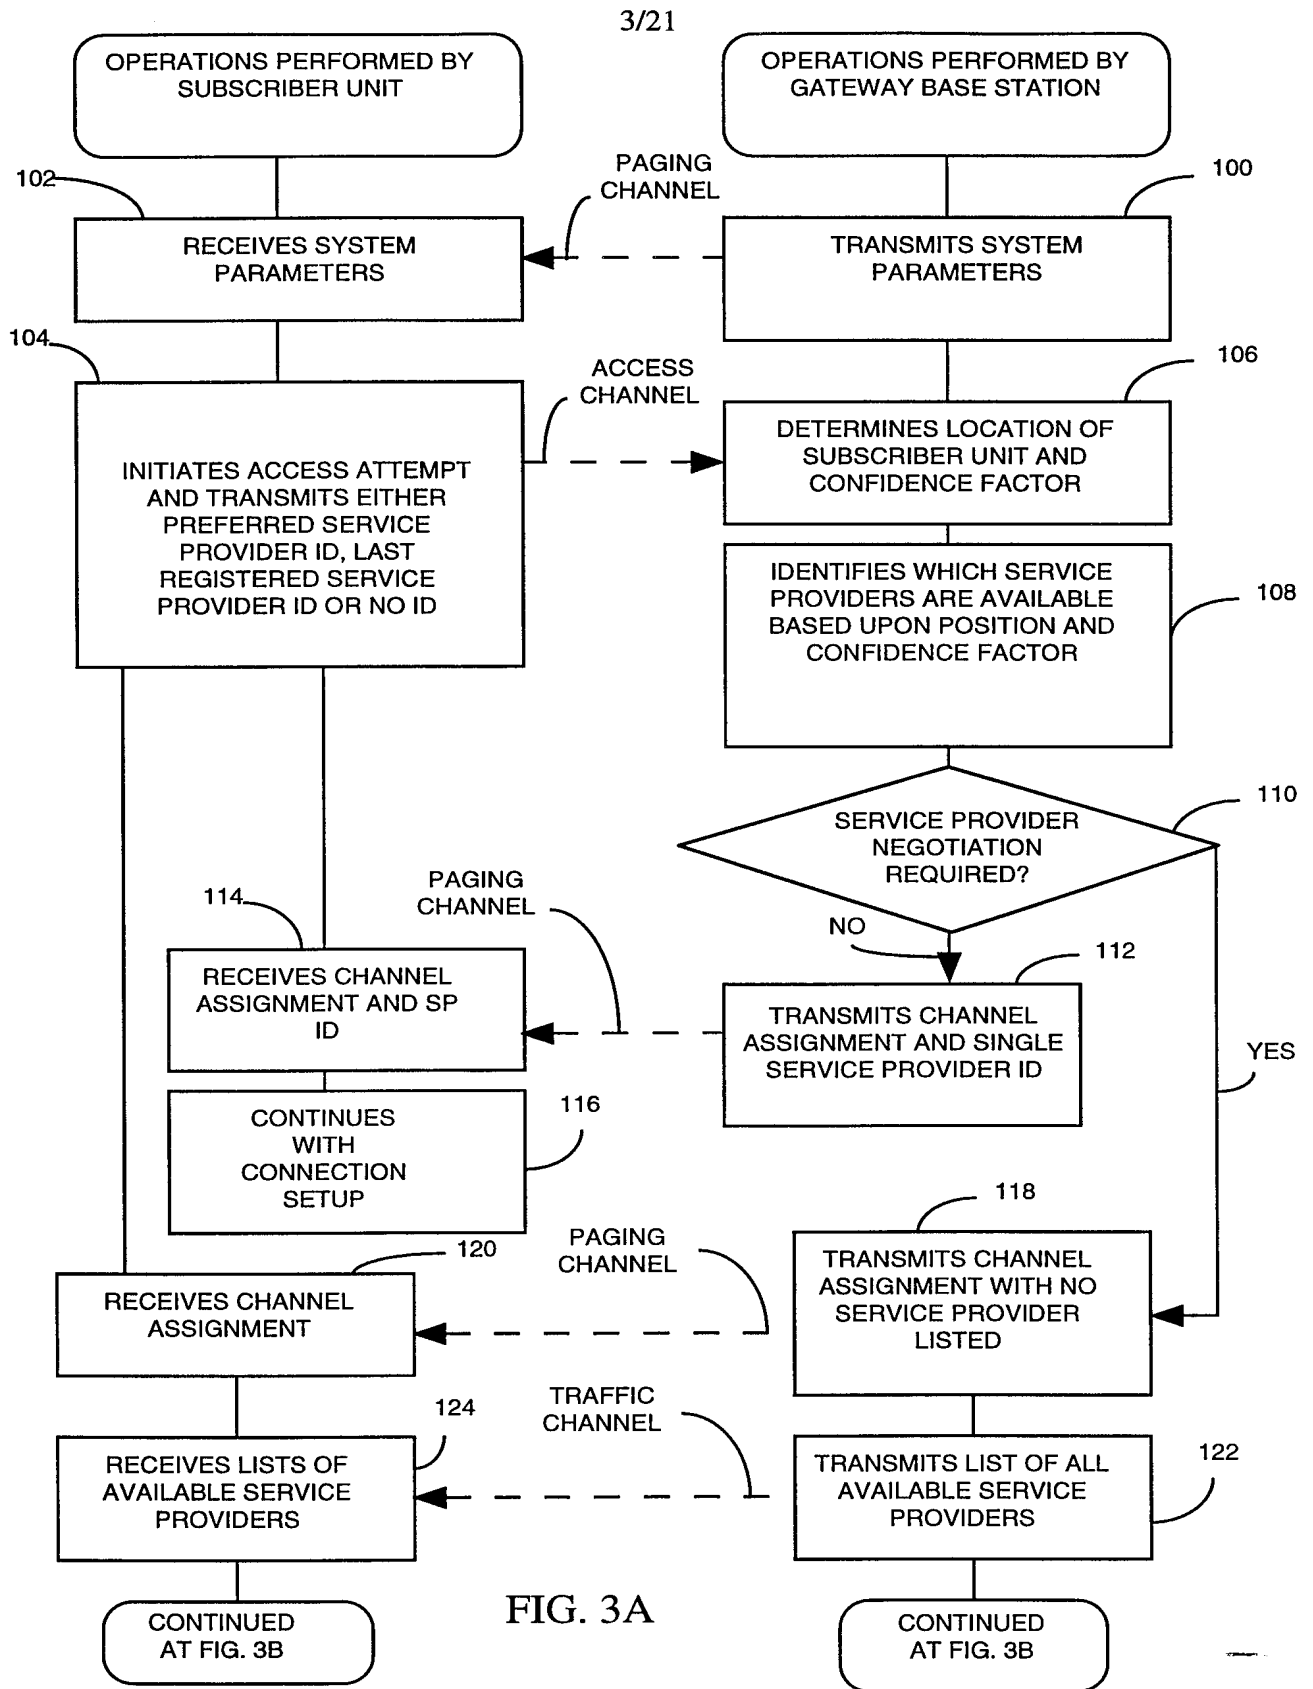 3/21
OPERATIONS PERFORMED BY
SUBSCRIBER UNIT
OPERATIONS PERFORMED BY
GATEWAY BASE STATION
102
PAGING
CHANNEL
100
RECEIVES SYSTEM
PARAMETERS
TRANSMITS SYSTEM
PARAMETERS
104
ACCESS
CHANNEL
106
INITIATES ACCESS ATTEMPT
AND TRANSMITS EITHER
PREFERRED SERVICE
PROVIDER ID, LAST
REGISTERED SERVICE
PROVIDER ID OR NO ID
DETERMINES LOCATION OF
SUBSCRIBER UNIT AND
CONFIDENCE FACTOR
IDENTIFIES WHICH SERVICE
PROVIDERS ARE AVAILABLE
BASED UPON POSITION AND
CONFIDENCE FACTOR
108
SERVICE PROVIDER
NEGOTIATION
REQUIRED?
110
114
PAGING
CHANNEL
NO
112
RECEIVES CHANNEL
ASSIGNMENT AND SP
ID
TRANSMITS CHANNEL
ASSIGNMENT AND SINGLE
SERVICE PROVIDER ID
YES
CONTINUES
WITH
CONNECTION
SETUP
116
118
120
PAGING
CHANNEL
RECEIVES CHANNEL
ASSIGNMENT
TRANSMITS CHANNEL
ASSIGNMENT WITH NO
SERVICE PROVIDER
LISTED
124
TRAFFIC
CHANNEL
RECEIVES LISTS OF
AVAILABLE SERVICE
PROVIDERS
TRANSMITS LIST OF ALL
AVAILABLE SERVICE
PROVIDERS
122
CONTINUED
AT FIG. 3B
FIG. 3A
CONTINUED
AT FIG. 3B